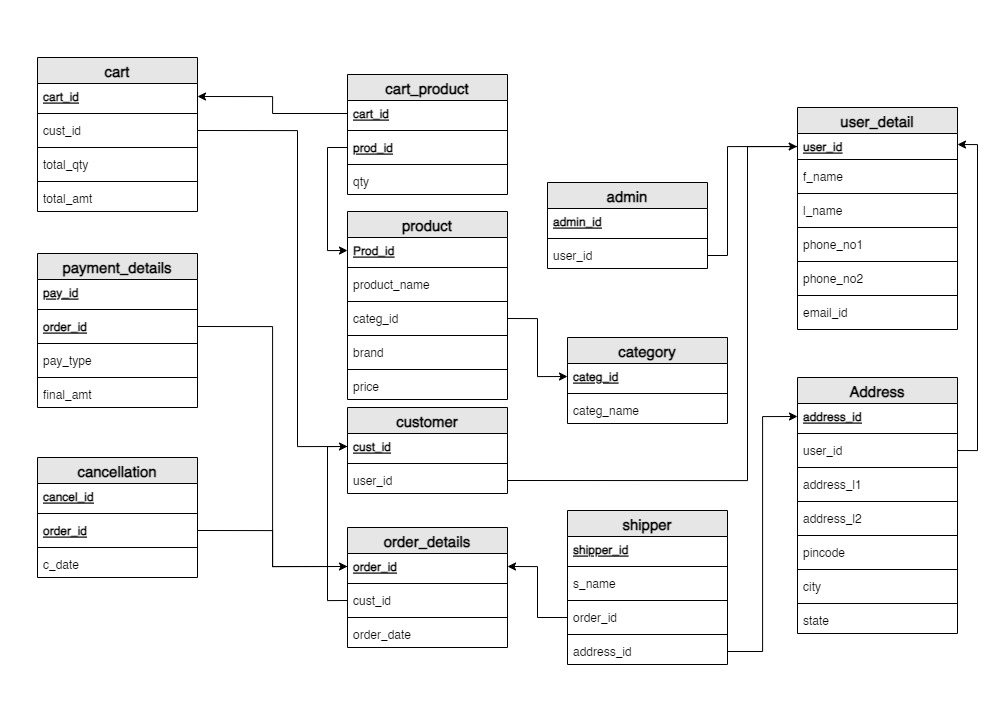 cart
cart_id
cust_id
total_qty
total_amt
payment_details
pay_id
order_id
pay_type
final_amt
cancellation
cancel_id
order_id
c_date
cart_product
cart_id
prod_id
qty
product
Prod_id
product_name
categ_id
brand
price
customer
cust_id
user_id
order_details
order_id
cust_id
order_date
admin
admin_id
user_id
category
categ_id
categ_name
shipper
shipper_id
s_name
order_id
address_id
user_detail
user_id
f_name
l_name
phone_no1
phone_no2
email_id
Address
address_id
user_id
address_l1
address_l2
pincode
city
state